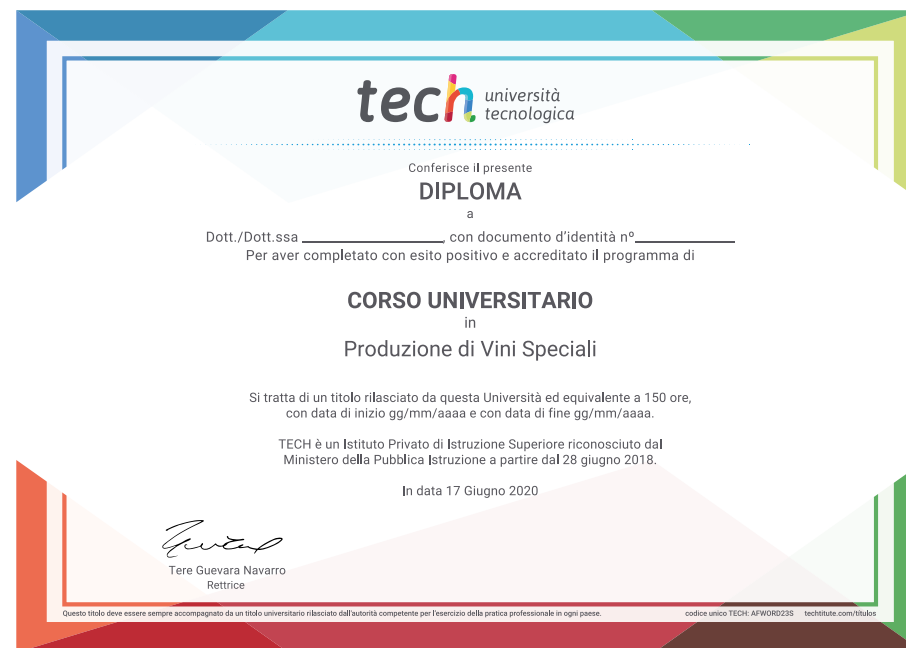 tech università
tecnologica
Conferisce il presente
DIPLOMA
a
Dott./Dott.ssa ____________________, con documento d'identità nº______________
Per aver completato con esito positivo e accreditato il programma di
CORSO UNIVERSITARIO
in
Produzione di Vini Speciali
Si tratta di un titolo rilasciato da questa Università ed equivalente a 150 ore,
con data di inizio gg/mm/aaaa e con data di fine gg/mm/aaaa.
TECH è un Istituto Privato di Istruzione Superiore riconosciuto dal
Ministero della Pubblica Istruzione a partire dal 28 giugno 2018.
In data 17 Giugno 2020
Tere Guevara Navarro
Rettrice
Questo titolo deve essere sempre accompagnato da un titolo universitario rilasciato dall'autorità competente per l'esercizio della pratica professionale in ogni paese. codice unico TECH: AFWORD23S techtitute.com/títulos